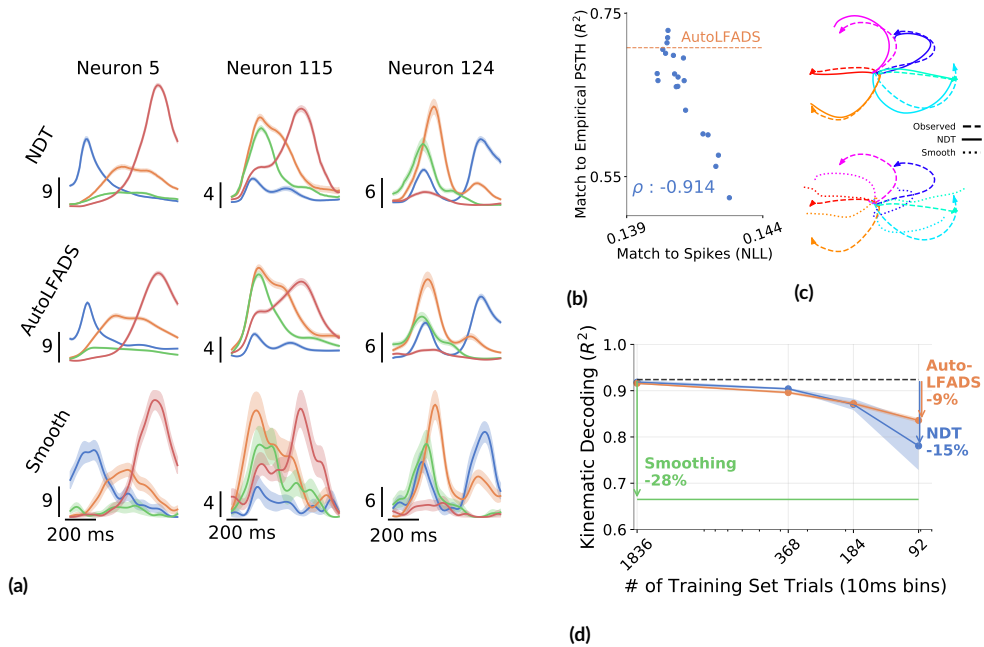 Neuron 5
Neuron 115
Neuron 124
NDT
9
4
6
AutoLFADS
9
4
6
Smooth
9
4
6
200 ms
200 ms
200 ms
(a)
0.75
0.55
Match to Empirical PSTH (R²)
AutoLFADS
ρ : -0.914
0.139
0.144
Match to Spikes (NLL)
(b)
Observed
NDT
Smooth
(c)
Kinematic Decoding (R²)
1.0
0.9
0.8
0.7
0.6
Auto-
LFADS
-9%
NDT
-15%
Smoothing
-28%
1836
368
184
92
# of Training Set Trials (10ms bins)
(d)